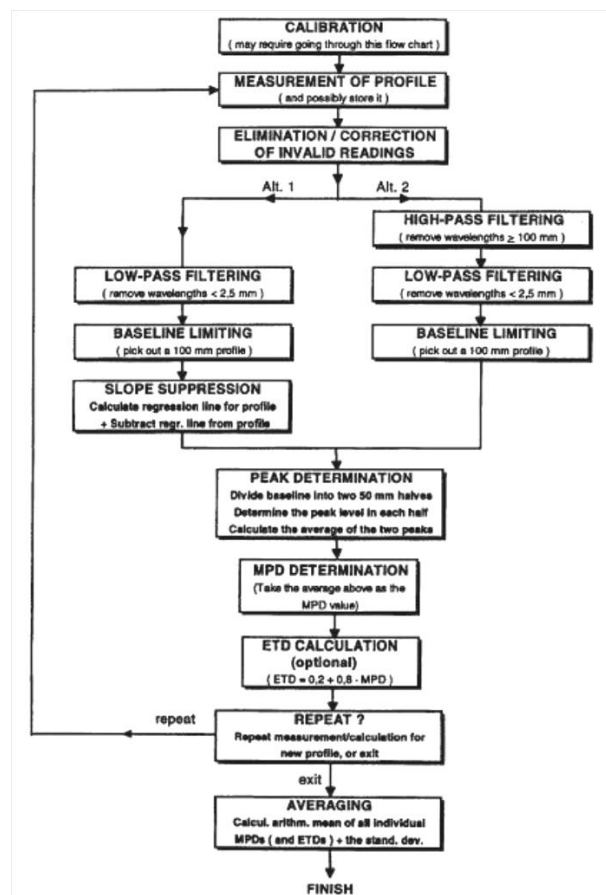 CALIBRATION
( may require going through this flow chart )
MEASUREMENT OF PROFILE
( and possibly store it )
ELIMINATION / CORRECTION
OF INVALID READINGS
Alt. 1
Alt. 2
HIGH-PASS FILTERING
( remove wavelengths ≥ 100 mm )
LOW-PASS FILTERING
( remove wavelengths < 2,5 mm )
LOW-PASS FILTERING
( remove wavelengths < 2,5 mm )
BASELINE LIMITING
( pick out a 100 mm profile )
BASELINE LIMITING
( pick out a 100 mm profile )
SLOPE SUPPRESSION
Calculate regression line for profile
+ Subtract regr. line from profile
PEAK DETERMINATION
Divide baseline into two 50 mm halves
Determine the peak level in each half
Calculate the average of the two peaks
MPD DETERMINATION
(Take the average above as the
MPD value)
ETD CALCULATION
(optional)
( ETD = 0,2 + 0,8 · MPD )
repeat
REPEAT ?
Repeat measurement/calculation for
new profile, or exit
exit
AVERAGING
Calcul. arithm. mean of all individual
MPDs ( and ETDs ) + the stand. dev.
FINISH